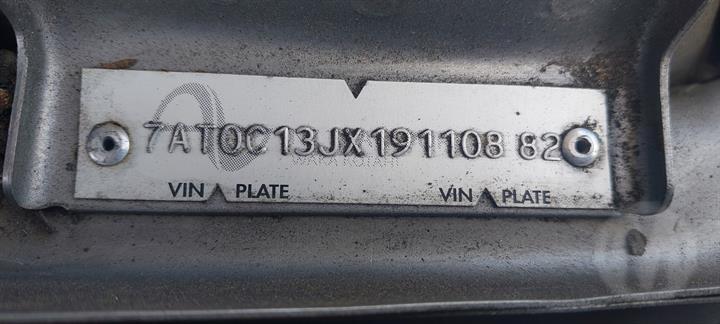 7AT0C13JX191108 82
VIN PLATE VIN PLATE